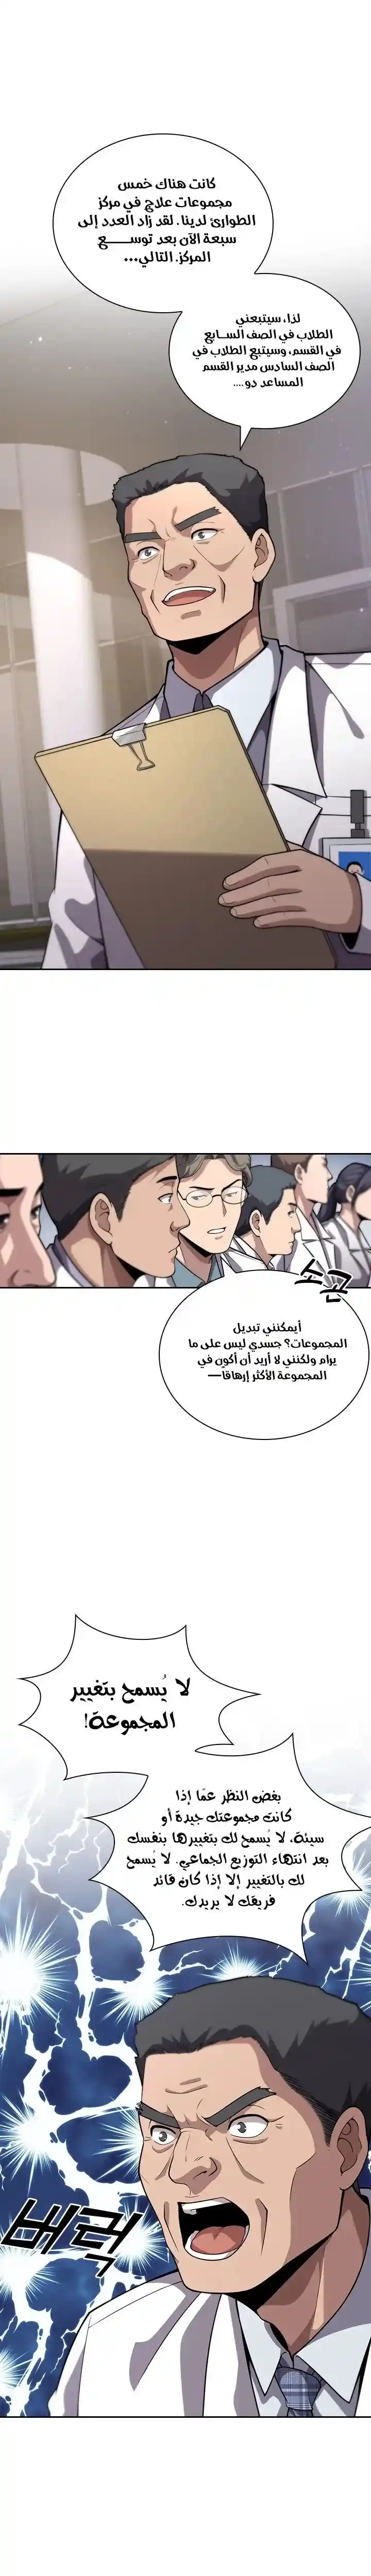 كانت هناك خمس
مجموعات علاج في مركز
الطوارئ لدينا. لقد زاد العدد إلى
سبعة الآن بعد توســـــع
المركز. التالي...
لذا، سيتبعني
الطلاب في الصف الســابع
في القسم، وسيتبع الطلاب في
الصف السادس مدير القسم
المساعد دو....
소곤
أيمكنني تبديل
المجموعات؟ جسدي ليس على ما
يرام ولكنني لا أريد أن أكون في
المجموعة الأكثر إرهاقا—
لا يُسمح بتغيير
المجموعة!
بغض النظر عمّا إذا
كانت مجموعتك جيدة أو
سيئة، لا يُسمح لك بتغييرها بنفسك
بعد انتهاء التوزيع الجماعي. لا يُسمح
لك بالتغيير إلا إذا كان قائد
فريقك لا يريدك.
버럭